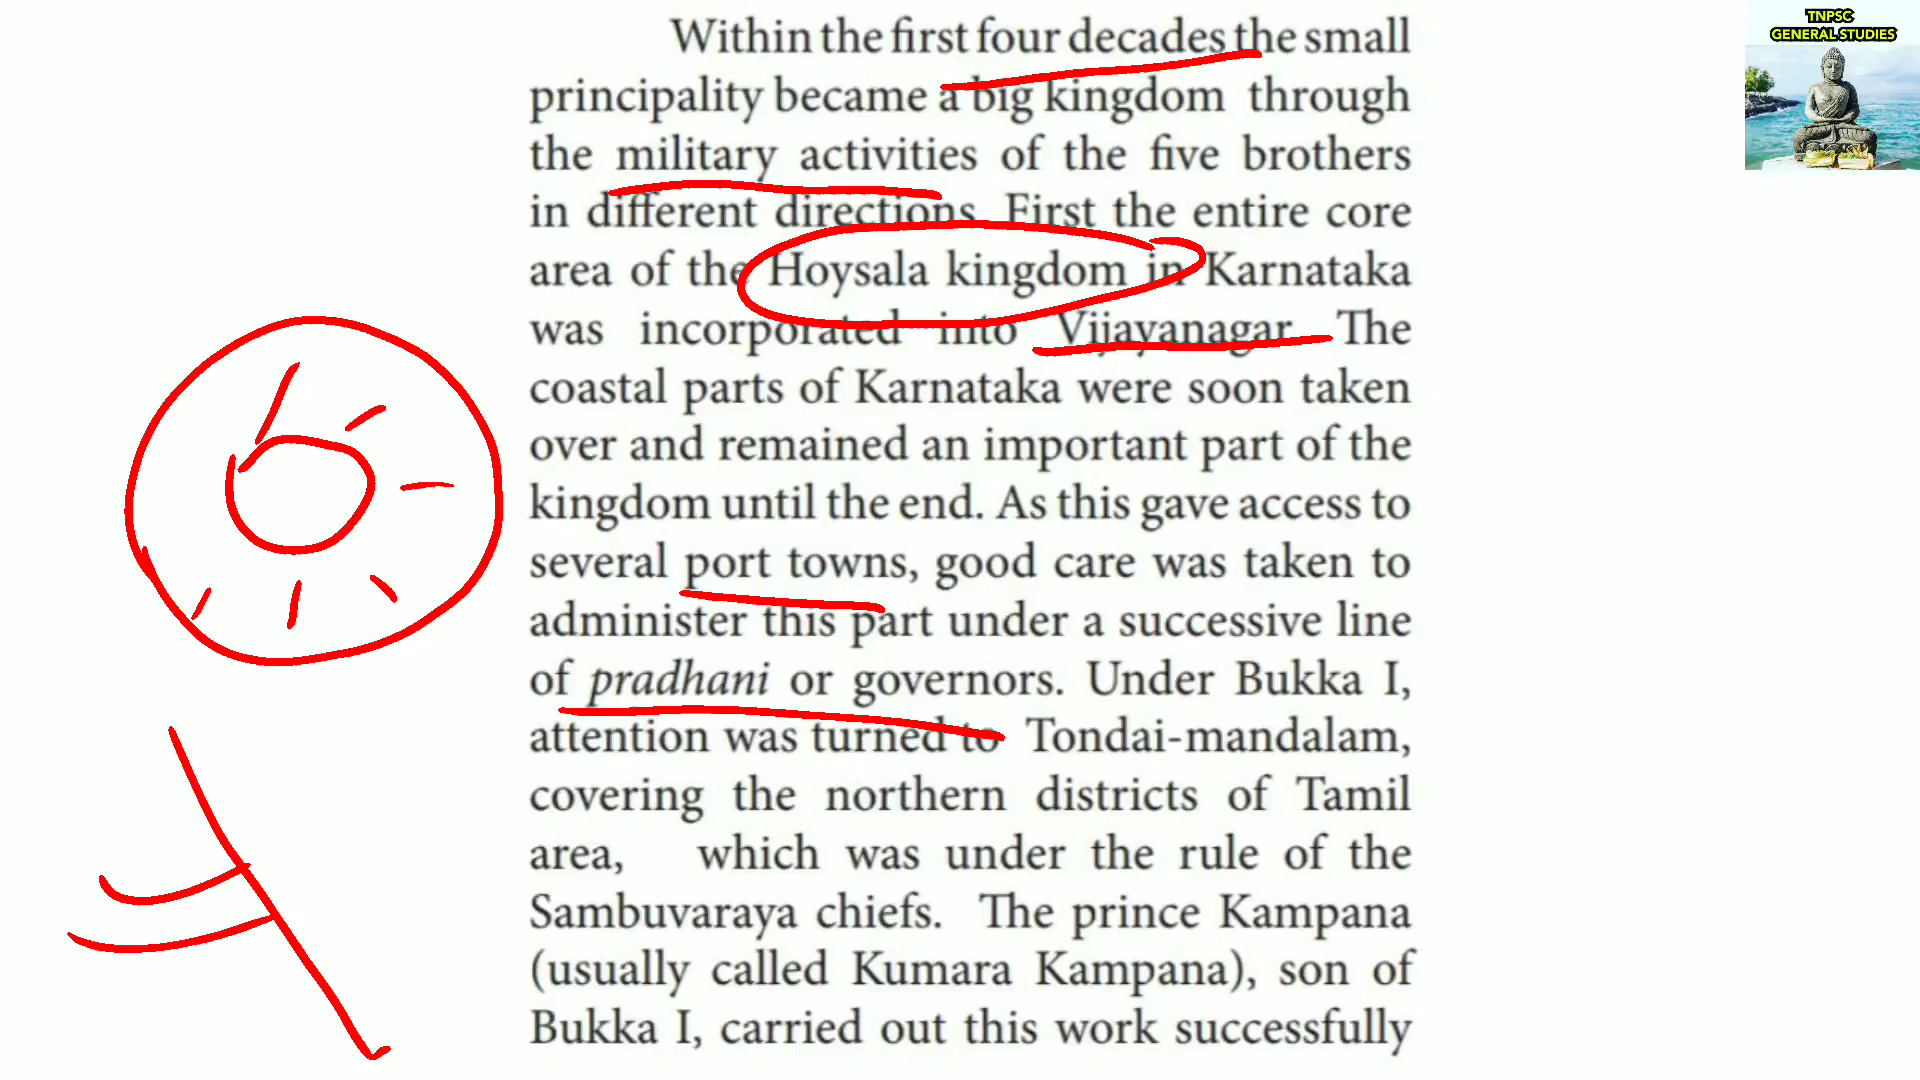 TNPSC
GENERAL STUDIES
Within the first four decades the small
principality became a big kingdom through
the military activities of the five brothers
in different directions. First the entire core
area of the Hoysala kingdom in Karnataka
was incorporated into Vijayanagar. The
coastal parts of Karnataka were soon taken
over and remained an important part of the
kingdom until the end. As this gave access to
several port towns, good care was taken to
administer this part under a successive line
of pradhani or governors. Under Bukka I,
attention was turned to Tondai-mandalam,
covering the northern districts of Tamil
area, which was under the rule of the
Sambuvaraya chiefs. The prince Kampana
(usually called Kumara Kampana), son of
Bukka I, carried out this work successfully